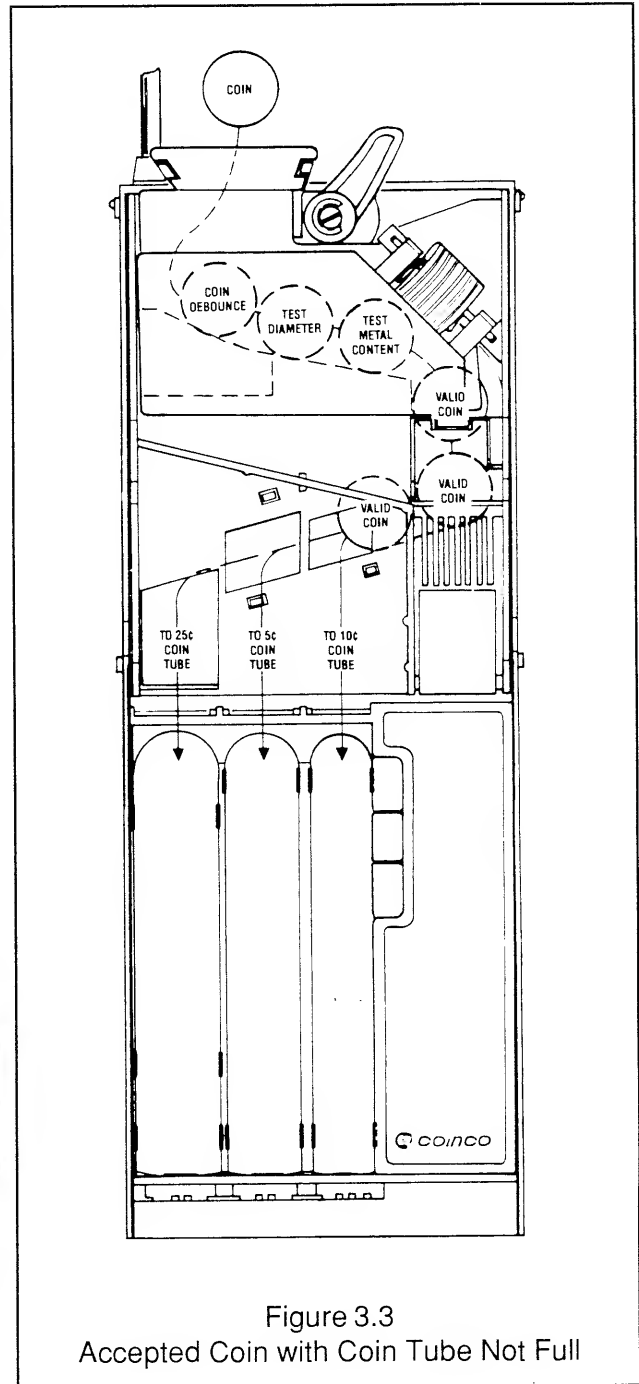 COIN
COIN
DEBOUNCE
TEST
DIAMETER
TEST
METAL
CONTENT
VALID
COIN
VALID
COIN
VALID
COIN
TO 25¢
COIN
TUBE
TO 5¢
COIN
TUBE
TO 10¢
COIN
TUBE
COINCO
Figure 3.3
Accepted Coin with Coin Tube Not Full